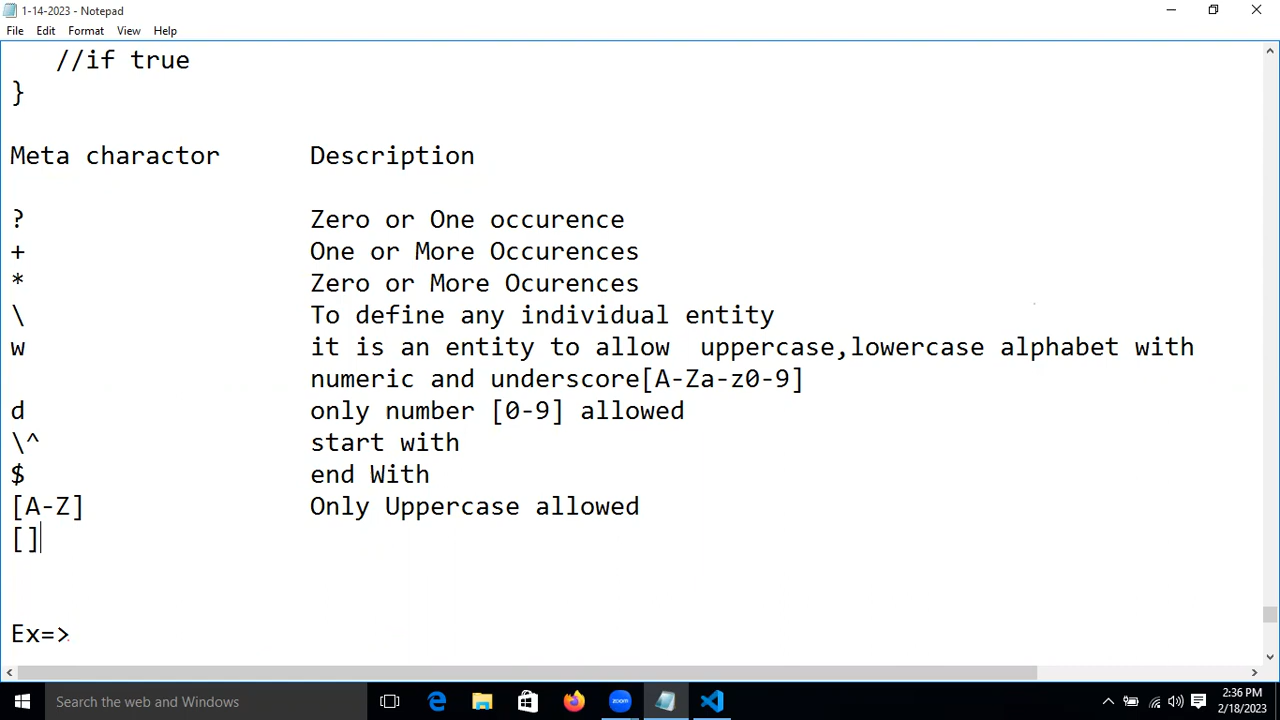 1-14-2023 - Notepad
File Edit Format View Help
//if true
}
Meta charactor Description
? Zero or One occurence
+ One or More Occurences
* Zero or More Ocurences
\ To define any individual entity
w it is an entity to allow uppercase,lowercase alphabet with
numeric and underscore[A-Za-z0-9]
d only number [0-9] allowed
\^ start with
$ end With
[A-Z] Only Uppercase allowed
[]
Ex=>
Search the web and Windows
zoom
2:36 PM
2/18/2023